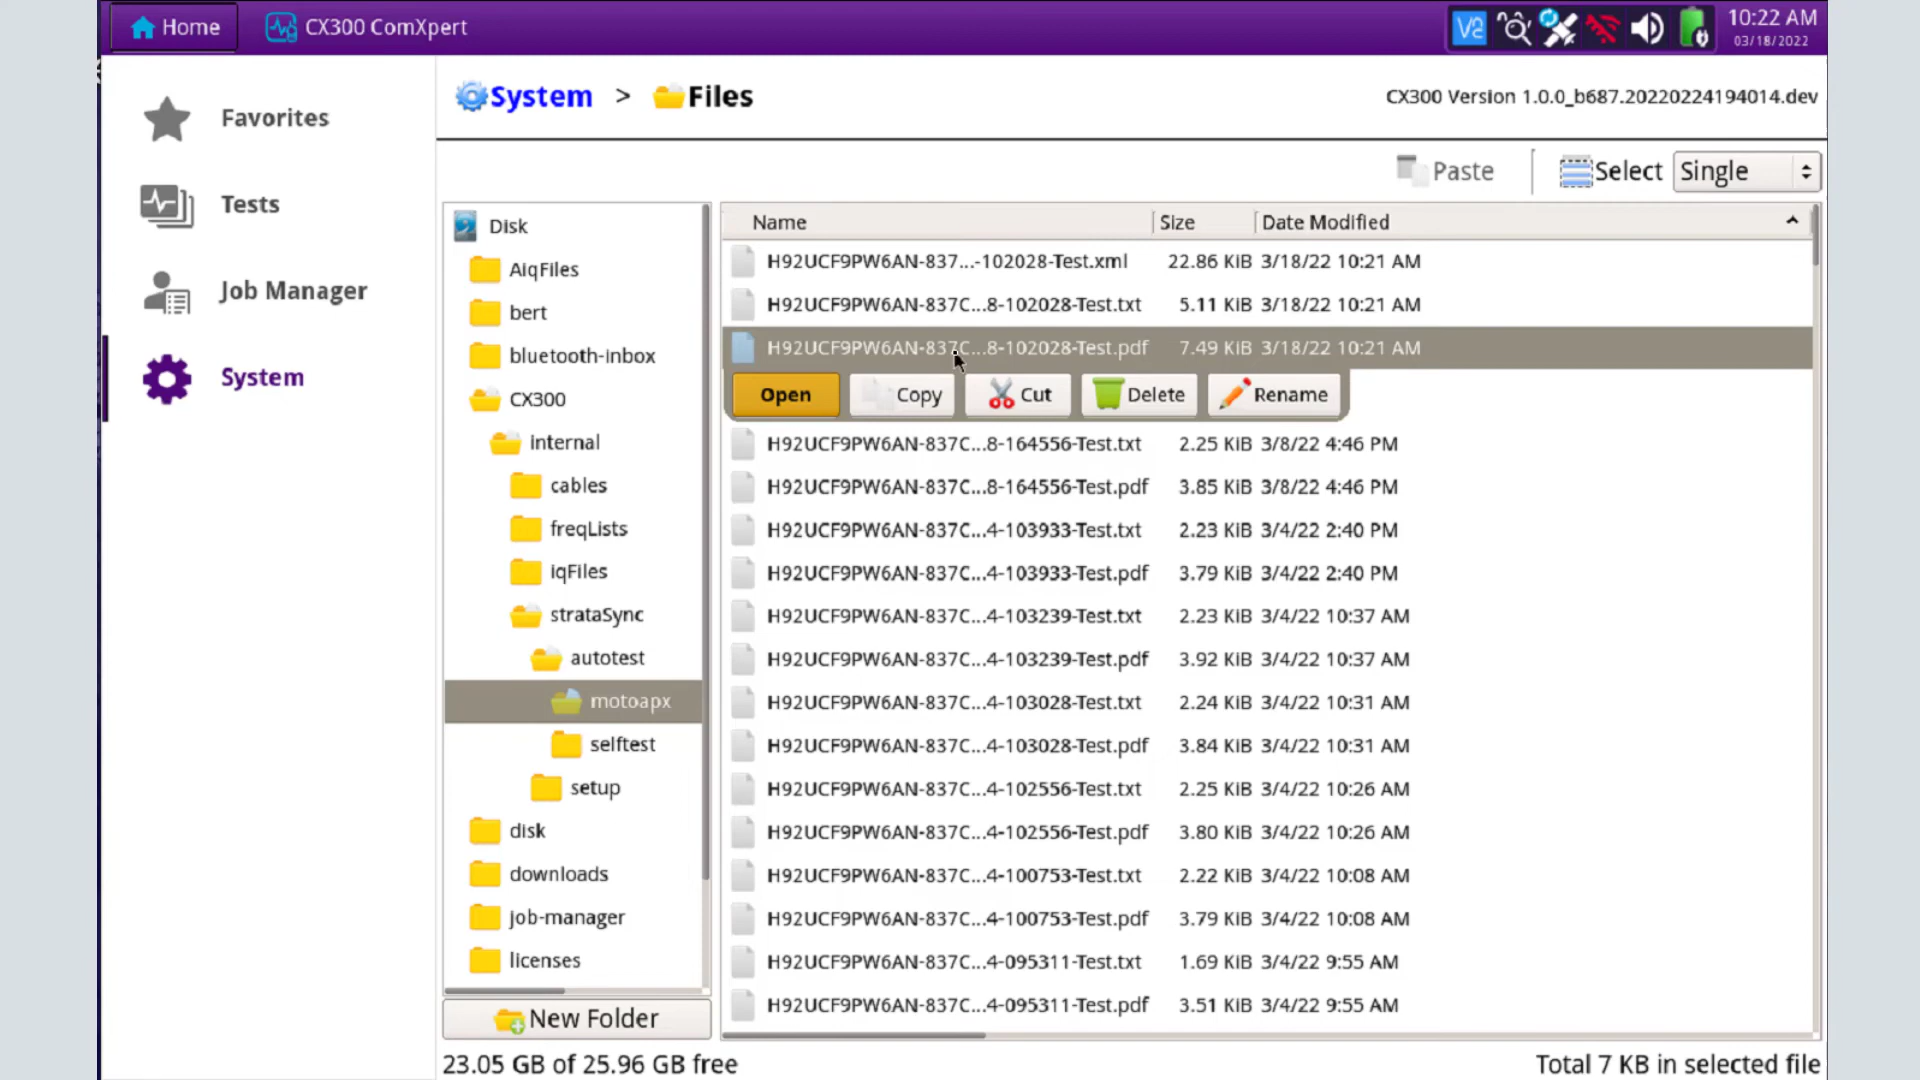 Home
CX300 ComXpert
10:22 AM
03/18/2022
Favorites
Tests
Job Manager
System
System > Files
CX300 Version 1.0.0_b687.20220224194014.dev
Paste
Select
Single
Disk
AiqFiles
bert
bluetooth-inbox
CX300
internal
cables
freqLists
iqFiles
strataSync
autotest
motoapx
selftest
setup
disk
downloads
job-manager
licenses
New Folder
23.05 GB of 25.96 GB free
Name Size Date Modified
H92UCF9PW6AN-837...-102028-Test.xml 22.86 KiB 3/18/22 10:21 AM
H92UCF9PW6AN-837C...8-102028-Test.txt 5.11 KiB 3/18/22 10:21 AM
H92UCF9PW6AN-837C...8-102028-Test.pdf 7.49 KiB 3/18/22 10:21 AM
Open Copy Cut Delete Rename
H92UCF9PW6AN-837C...8-164556-Test.txt 2.25 KiB 3/8/22 4:46 PM
H92UCF9PW6AN-837C...8-164556-Test.pdf 3.85 KiB 3/8/22 4:46 PM
H92UCF9PW6AN-837C...4-103933-Test.txt 2.23 KiB 3/4/22 2:40 PM
H92UCF9PW6AN-837C...4-103933-Test.pdf 3.79 KiB 3/4/22 2:40 PM
H92UCF9PW6AN-837C...4-103239-Test.txt 2.23 KiB 3/4/22 10:37 AM
H92UCF9PW6AN-837C...4-103239-Test.pdf 3.92 KiB 3/4/22 10:37 AM
H92UCF9PW6AN-837C...4-103028-Test.txt 2.24 KiB 3/4/22 10:31 AM
H92UCF9PW6AN-837C...4-103028-Test.pdf 3.84 KiB 3/4/22 10:31 AM
H92UCF9PW6AN-837C...4-102556-Test.txt 2.25 KiB 3/4/22 10:26 AM
H92UCF9PW6AN-837C...4-102556-Test.pdf 3.80 KiB 3/4/22 10:26 AM
H92UCF9PW6AN-837C...4-100753-Test.txt 2.22 KiB 3/4/22 10:08 AM
H92UCF9PW6AN-837C...4-100753-Test.pdf 3.79 KiB 3/4/22 10:08 AM
H92UCF9PW6AN-837C...4-095311-Test.txt 1.69 KiB 3/4/22 9:55 AM
H92UCF9PW6AN-837C...4-095311-Test.pdf 3.51 KiB 3/4/22 9:55 AM
Total 7 KB in selected file